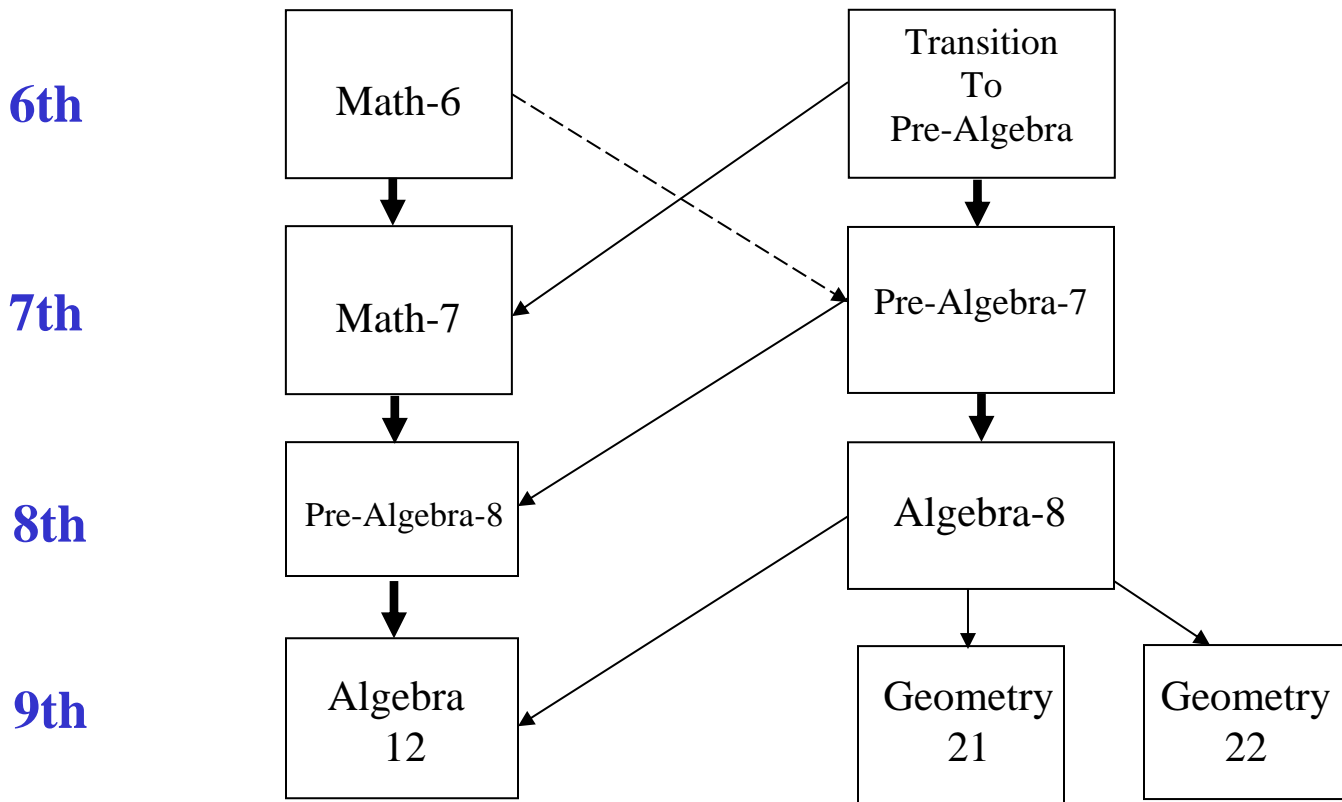 6th
Math-6
Transition
To
Pre-Algebra
7th
Math-7
Pre-Algebra-7
8th
Pre-Algebra-8
Algebra-8
9th
Algebra
12
Geometry
21
Geometry
22